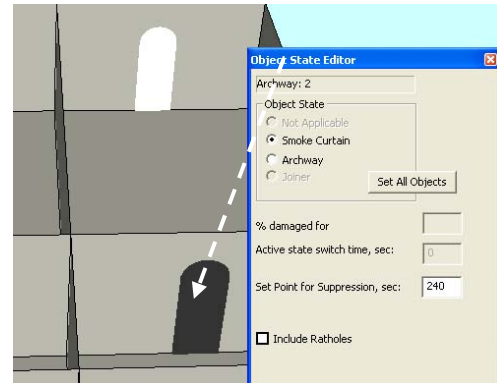 Object State Editor
Archway: 2
Object State
Not Applicable
Smoke Curtain
Archway
Joiner
Set All Objects
% damaged for
Active state switch time, sec: 0
Set Point for Suppression, sec: 240
Include Ratholes